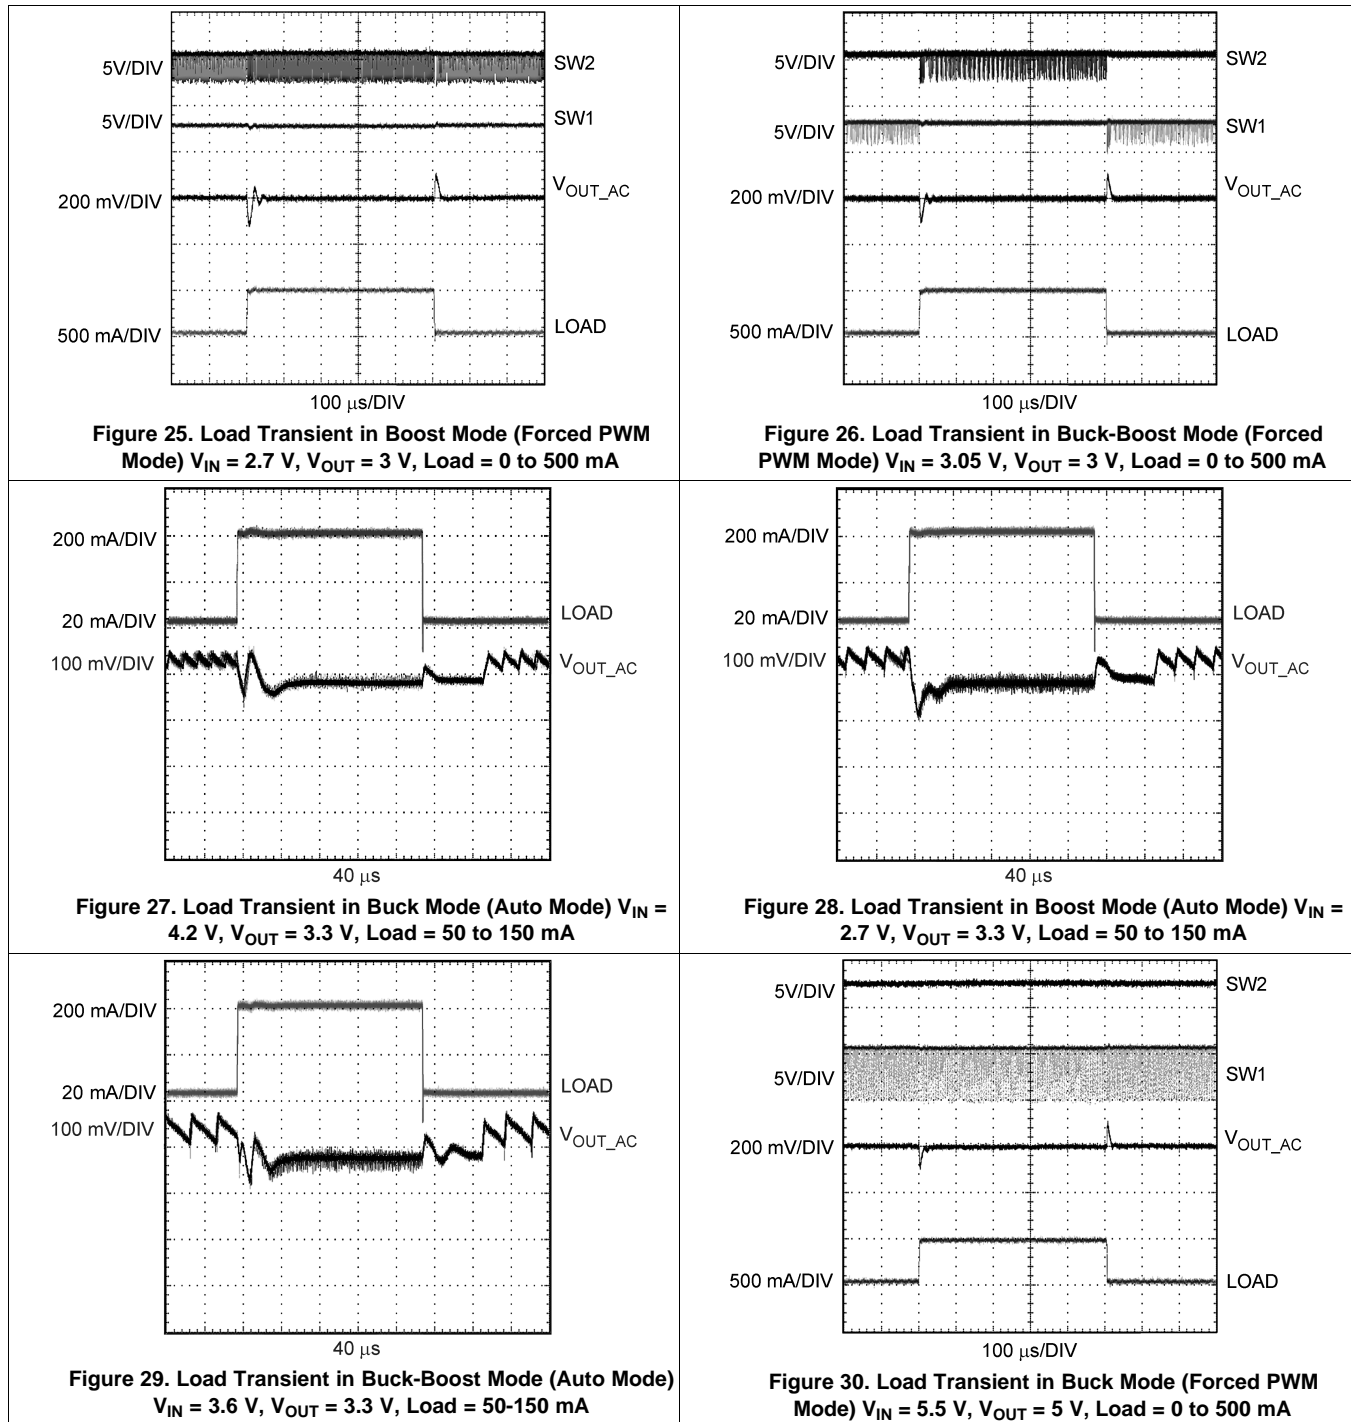 5V/DIV
SW2
5V/DIV
SW1
200 mV/DIV
VOUT_AC
500 mA/DIV
LOAD
100 μs/DIV
Figure 25. Load Transient in Boost Mode (Forced PWM
Mode) VIN = 2.7 V, VOUT = 3 V, Load = 0 to 500 mA
5V/DIV
SW2
5V/DIV
SW1
200 mV/DIV
VOUT_AC
500 mA/DIV
LOAD
100 μs/DIV
Figure 26. Load Transient in Buck-Boost Mode (Forced
PWM Mode) VIN = 3.05 V, VOUT = 3 V, Load = 0 to 500 mA
200 mA/DIV
20 mA/DIV
LOAD
100 mV/DIV
VOUT_AC
40 μs
Figure 27. Load Transient in Buck Mode (Auto Mode) VIN =
4.2 V, VOUT = 3.3 V, Load = 50 to 150 mA
200 mA/DIV
20 mA/DIV
LOAD
100 mV/DIV
VOUT_AC
40 μs
Figure 28. Load Transient in Boost Mode (Auto Mode) VIN =
2.7 V, VOUT = 3.3 V, Load = 50 to 150 mA
200 mA/DIV
20 mA/DIV
LOAD
100 mV/DIV
VOUT_AC
40 μs
Figure 29. Load Transient in Buck-Boost Mode (Auto Mode)
VIN = 3.6 V, VOUT = 3.3 V, Load = 50-150 mA
5V/DIV
SW2
5V/DIV
SW1
200 mV/DIV
VOUT_AC
500 mA/DIV
LOAD
100 μs/DIV
Figure 30. Load Transient in Buck Mode (Forced PWM
Mode) VIN = 5.5 V, VOUT = 5 V, Load = 0 to 500 mA